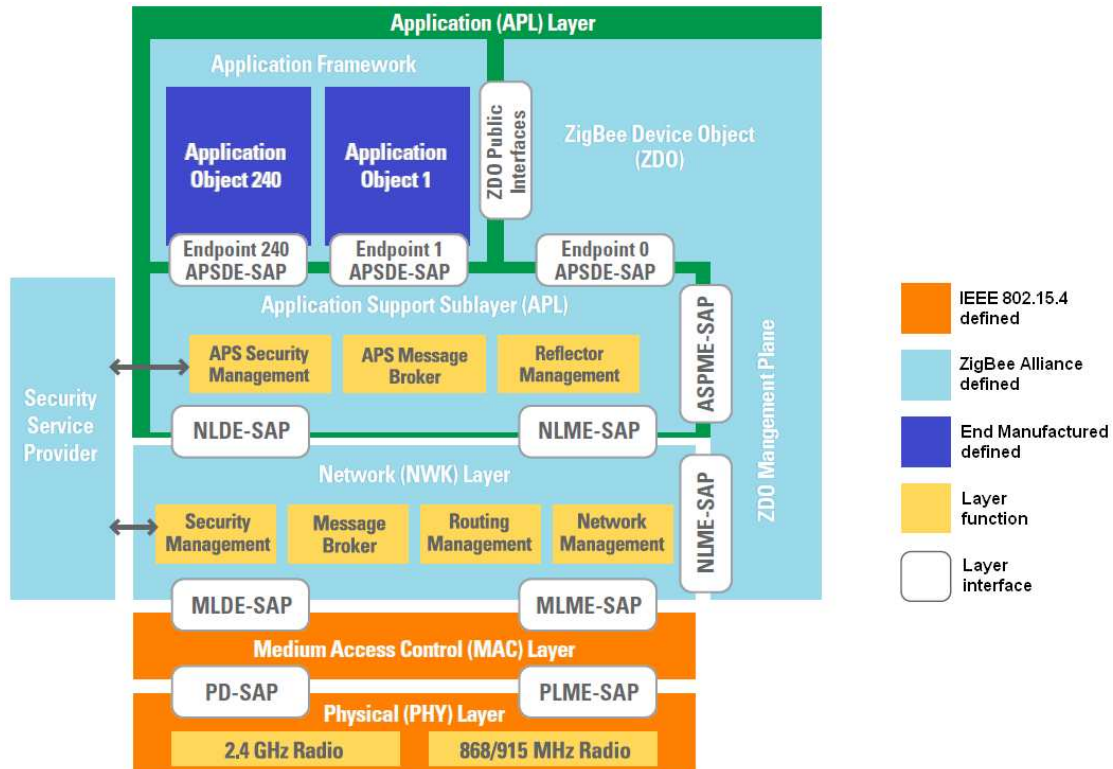 Application (APL) Layer
Application Framework
Application
Object 240
Application
Object 1
ZDO Public
Interfaces
ZigBee Device Object
(ZDO)
Endpoint 240
APSDE-SAP
Endpoint 1
APSDE-SAP
Endpoint 0
APSDE-SAP
Application Support Sublayer (APL)
APS Security
Management
APS Message
Broker
Reflector
Management
ASPME-SAP
ZDO Mangement Plane
Security
Service
Provider
NLDE-SAP
NLME-SAP
Network (NWK) Layer
Security
Management
Message
Broker
Routing
Management
Network
Management
NLME-SAP
MLDE-SAP
MLME-SAP
Medium Access Control (MAC) Layer
PD-SAP
PLME-SAP
Physical (PHY) Layer
2.4 GHz Radio
868/915 MHz Radio
IEEE 802.15.4
defined
ZigBee Alliance
defined
End Manufactured
defined
Layer
function
Layer
interface